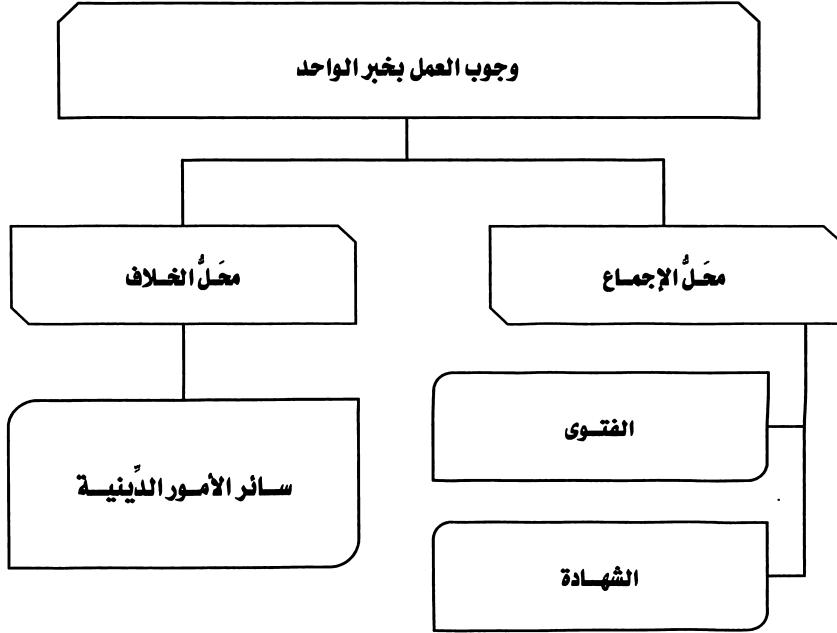 وجوب العمل بخبر الواحد
محَلُّ الإجماع
محَلُّ الخلاف
الفتوى
سائر الأمور الدِّينية
الشهادة